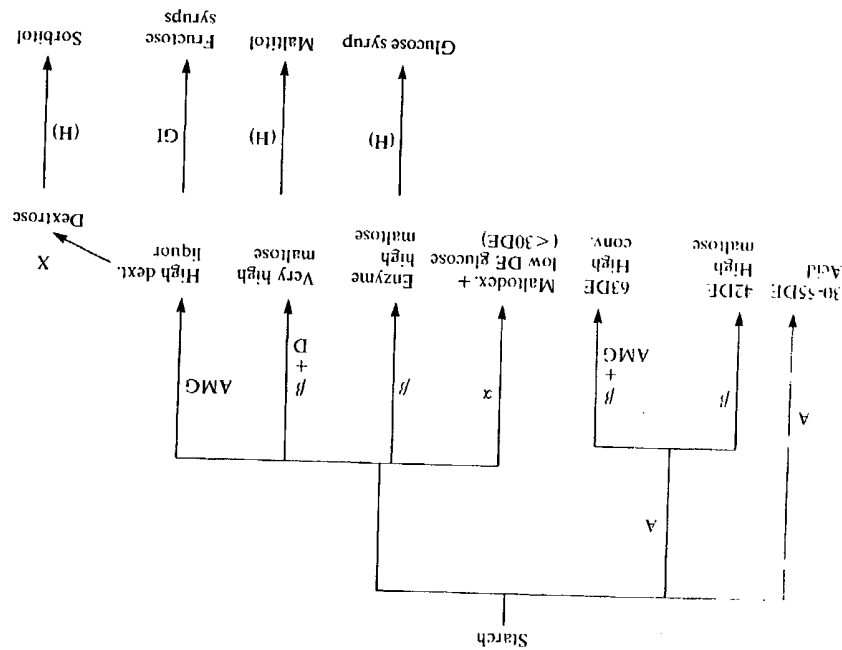 Starch
A
A
β
β
+
AMG
α
β
β
+
D
AMG
30-55DE
Acid
42DE
High
maltose
63DE
High
conv.
Maltodex. +
low DE glucose
(<30DE)
Enzyme
high
maltose
Very high
maltose
High dext.
liquor
X
Dextrose
(H)
(H)
GI
(H)
Glucose syrup
Maltitol
Fructose
syrups
Sorbitol